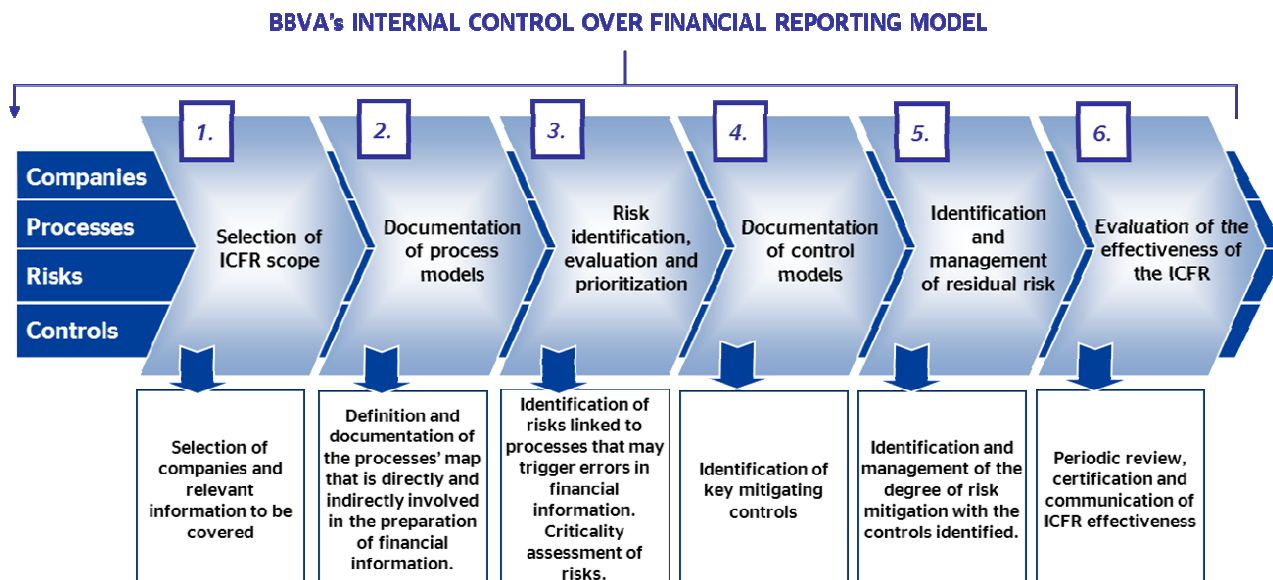 BBVA's INTERNAL CONTROL OVER FINANCIAL REPORTING MODEL
1.
2.
3.
4.
5.
6.
Companies
Processes
Risks
Controls
Selection of
ICFR scope
Documentation
of process
models
Risk
identification,
evaluation and
prioritization
Documentation
of control
models
Identification
and
management
of residual risk
Evaluation of the
effectiveness of
the ICFR
Selection of
companies and
relevant
information to be
covered
Definition and
documentation of
the processes' map
that is directly and
indirectly involved
in the preparation
of financial
information.
Identification of
risks linked to
processes that may
trigger errors in
financial
information.
Criticality
assessment of
risks.
Identification of
key mitigating
controls
Identification and
management of the
degree of risk
mitigation with the
controls identified.
Periodic review,
certification and
communication of
ICFR effectiveness